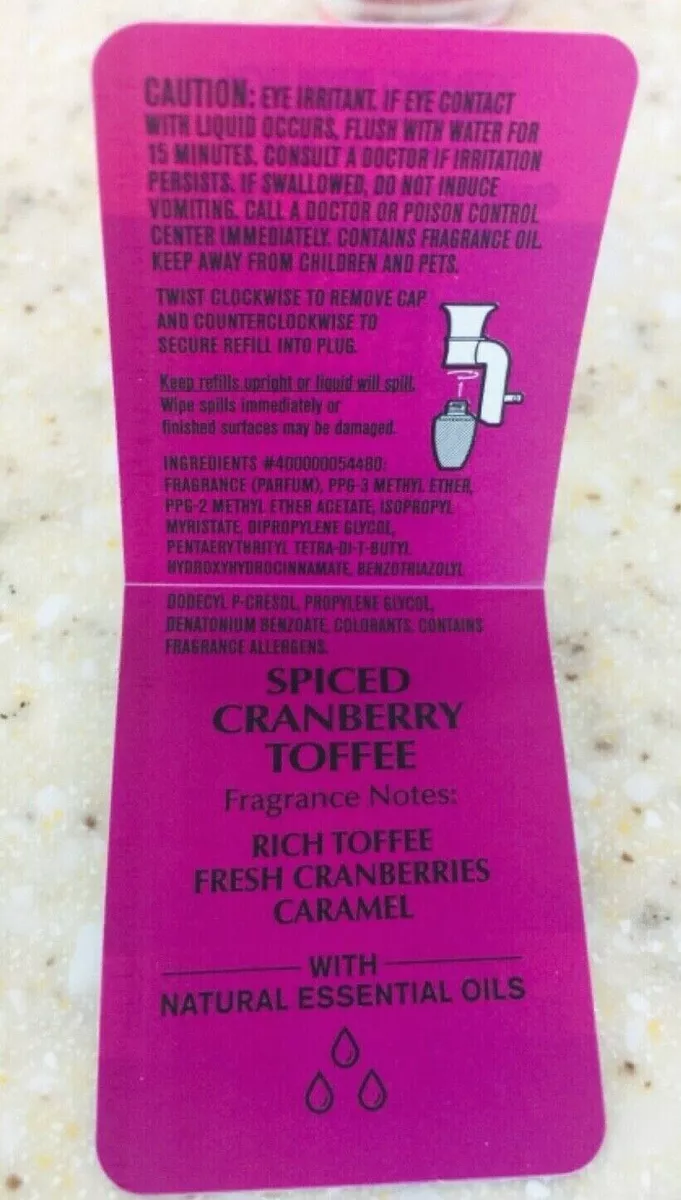 CAUTION: EYE IRRITANT. IF EYE CONTACT
WITH LIQUID OCCURS, FLUSH WITH WATER FOR
15 MINUTES. CONSULT A DOCTOR IF IRRITATION
PERSISTS. IF SWALLOWED, DO NOT INDUCE
VOMITING. CALL A DOCTOR OR POISON CONTROL
CENTER IMMEDIATELY. CONTAINS FRAGRANCE OIL.
KEEP AWAY FROM CHILDREN AND PETS.
TWIST CLOCKWISE TO REMOVE CAP
AND COUNTERCLOCKWISE TO
SECURE REFILL INTO PLUG.
Keep refills upright or liquid will spill.
Wipe spills immediately or
finished surfaces may be damaged.
INGREDIENTS #400000054480:
FRAGRANCE (PARFUM), PPG-3 METHYL ETHER,
PPG-2 METHYL ETHER ACETATE, ISOPROPYL
MYRISTATE, DIPROPYLENE GLYCOL,
PENTAERYTHRITYL TETRA-DI-T-BUTYL
HYDROXYHYDROCINNAMATE, BENZOTRIAZOLYL
DODECYL P-CRESOL, PROPYLENE GLYCOL,
DENATONIUM BENZOATE, COLORANTS. CONTAINS
FRAGRANCE ALLERGENS.
SPICED
CRANBERRY
TOFFEE
Fragrance Notes:
RICH TOFFEE
FRESH CRANBERRIES
CARAMEL
WITH
NATURAL ESSENTIAL OILS